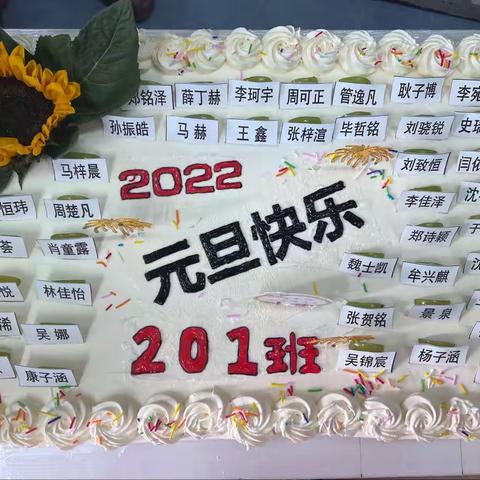 薛丁赫 李珂宇 周可正 管逸凡 耿子博
孙振皓 马赫 王鑫 张梓渲 毕哲铭 刘骁锐
马梓晨 刘致恒
2022
周楚凡 李佳泽
元旦快乐
肖童露 郑诗颖
魏士凯 牟兴麒
林佳怡
张贺铭 景泉
201班
吴娜
吴锦宸 杨子涵
康子涵